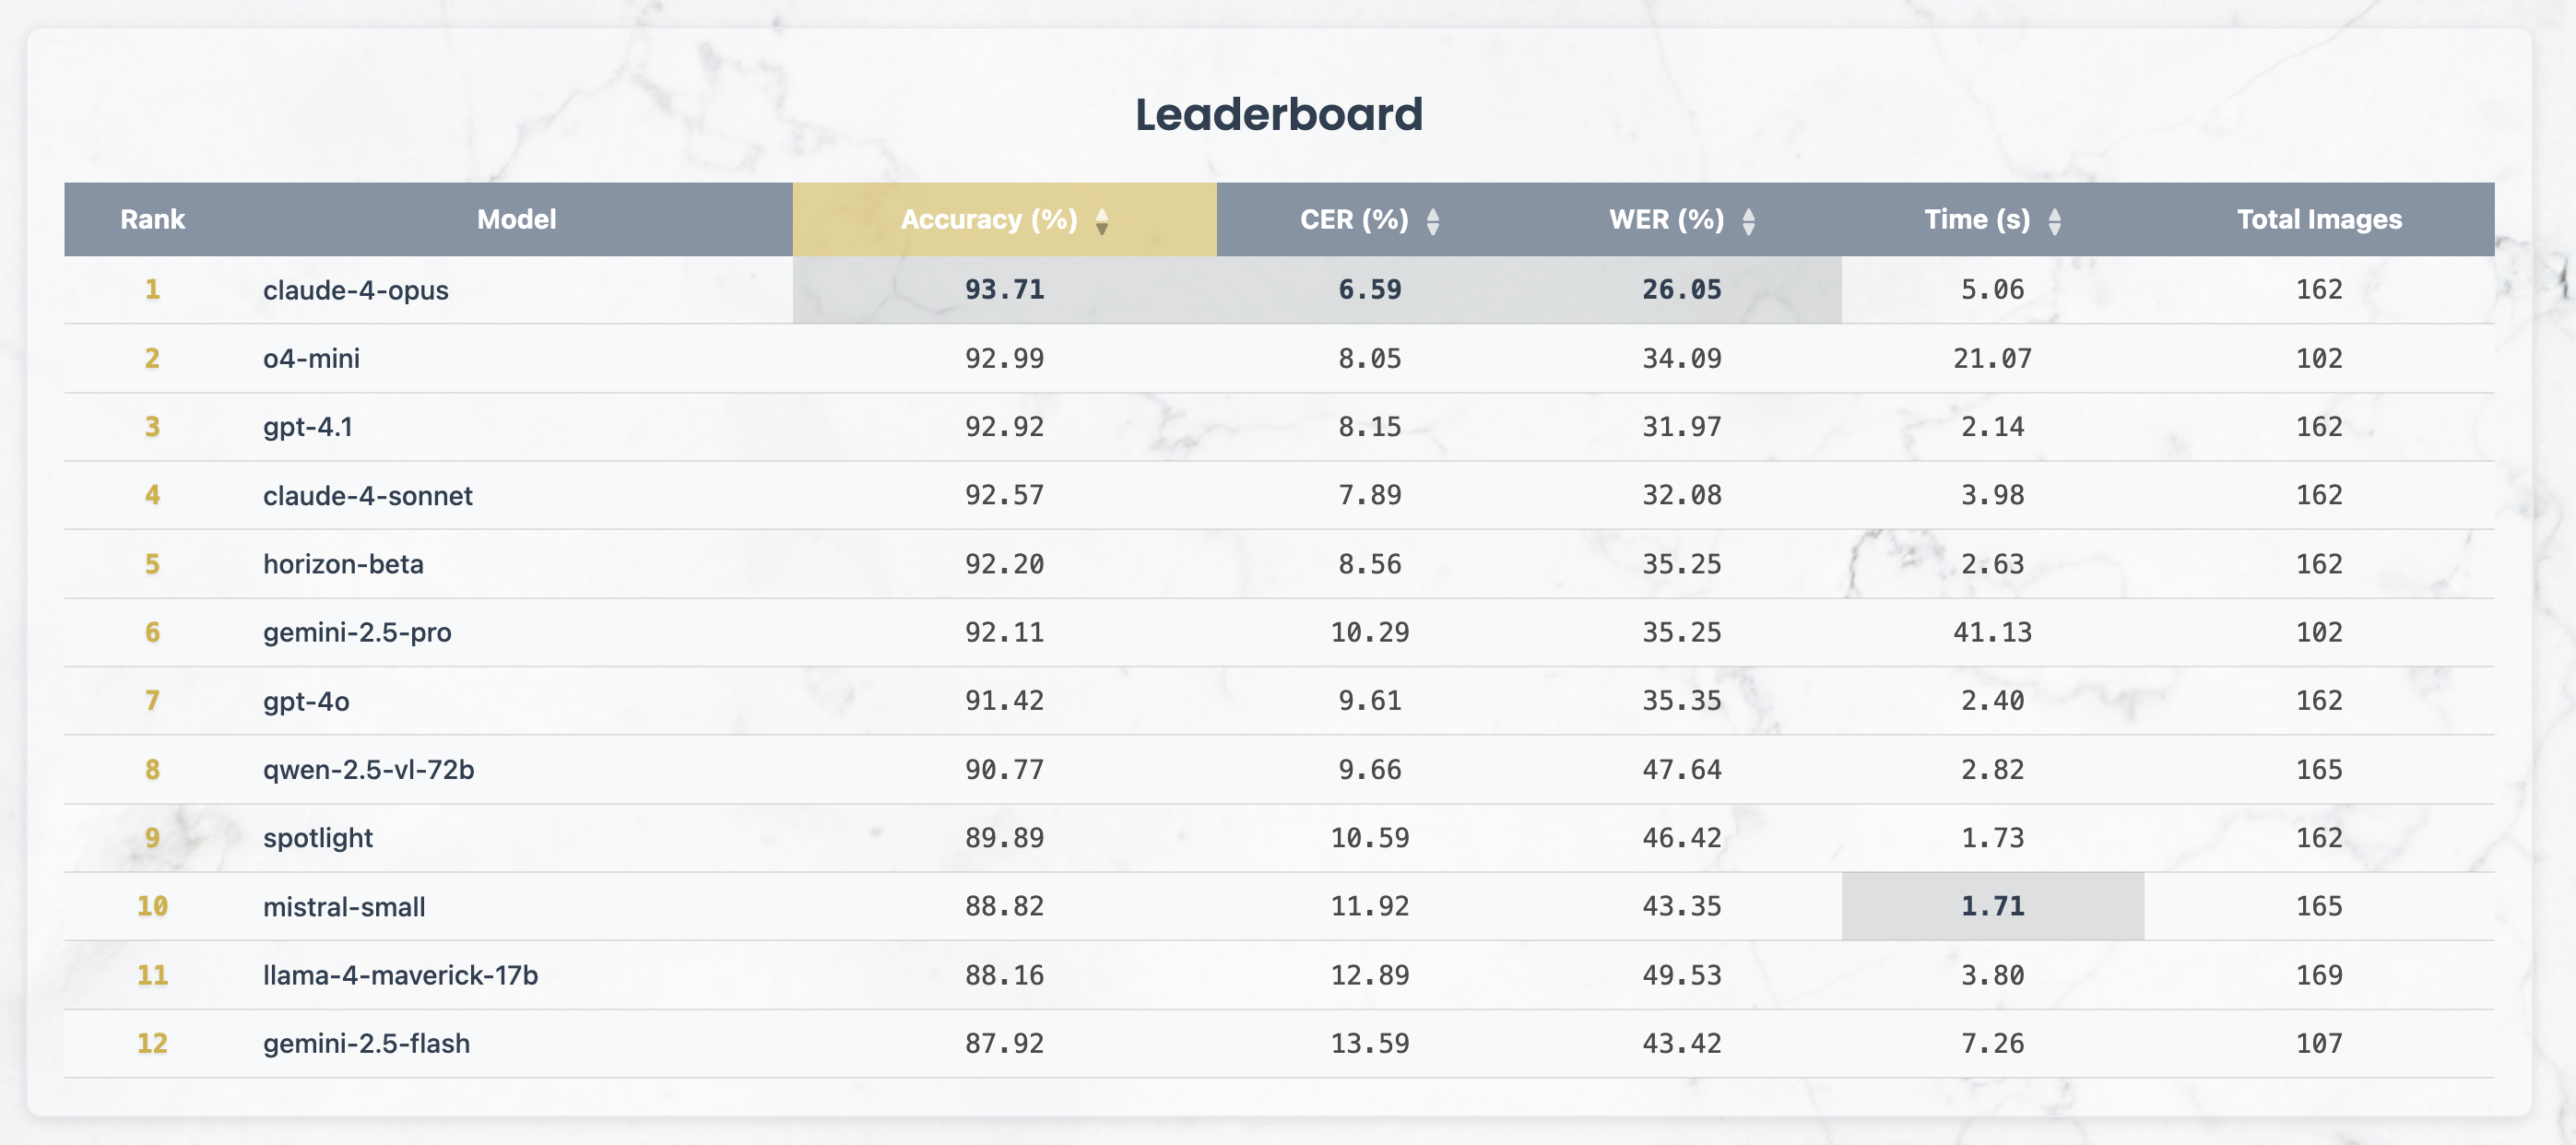 Leaderboard
Rank Model Accuracy (%) CER (%) WER (%) Time (s) Total Images
1 claude-4-opus 93.71 6.59 26.05 5.06 162
2 o4-mini 92.99 8.05 34.09 21.07 102
3 gpt-4.1 92.92 8.15 31.97 2.14 162
4 claude-4-sonnet 92.57 7.89 32.08 3.98 162
5 horizon-beta 92.20 8.56 35.25 2.63 162
6 gemini-2.5-pro 92.11 10.29 35.25 41.13 102
7 gpt-4o 91.42 9.61 35.35 2.40 162
8 qwen-2.5-vl-72b 90.77 9.66 47.64 2.82 165
9 spotlight 89.89 10.59 46.42 1.73 162
10 mistral-small 88.82 11.92 43.35 1.71 165
11 llama-4-maverick-17b 88.16 12.89 49.53 3.80 169
12 gemini-2.5-flash 87.92 13.59 43.42 7.26 107